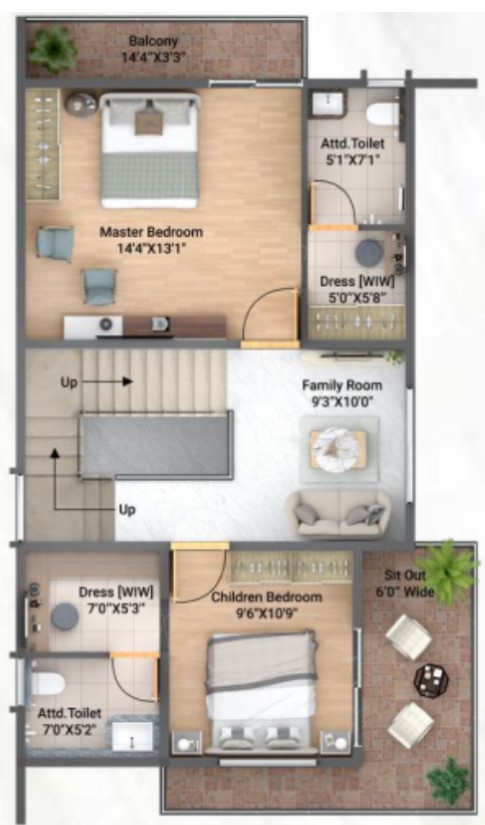 Balcony
14'4"X3'3"
Attd.Toilet
5'1"X7'1"
Master Bedroom
14'4"X13'1"
Dress [WIW]
5'0"X5'8"
Up
Family Room
9'3"X10'0"
Up
Dress [WIW]
7'0"X5'3"
Children Bedroom
9'6"X10'9"
Sit Out
6'0" Wide
Attd.Toilet
7'0"X5'2"